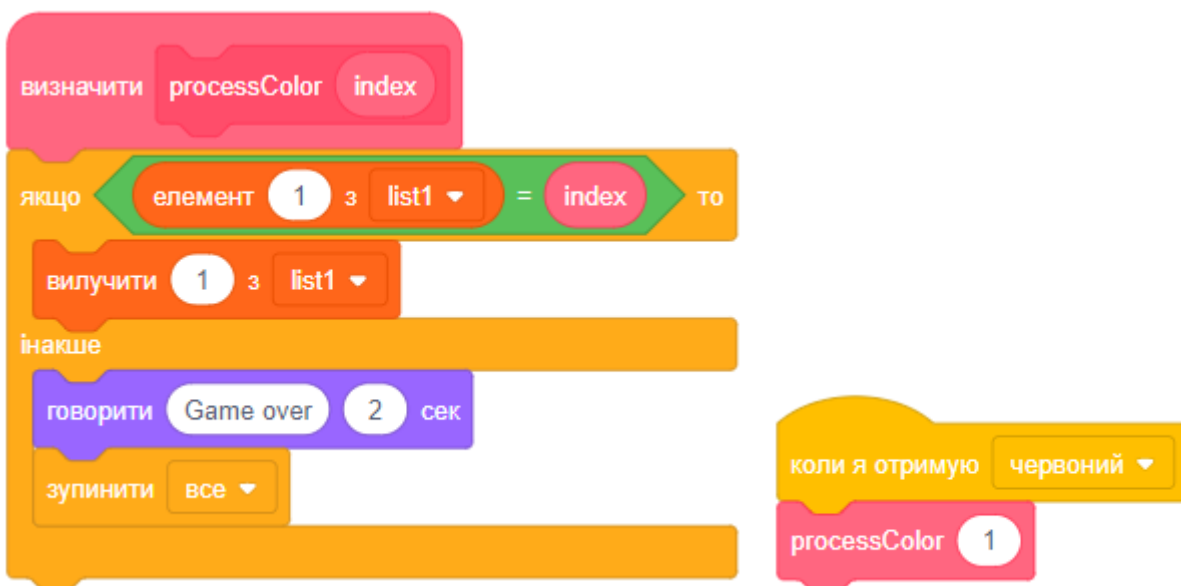 визначити processColor index
якщо елемент 1 з list1 = index то
вилучити 1 з list1
інакше
говорити Game over 2 сек
зупинити все
коли я отримую червоний
processColor 1